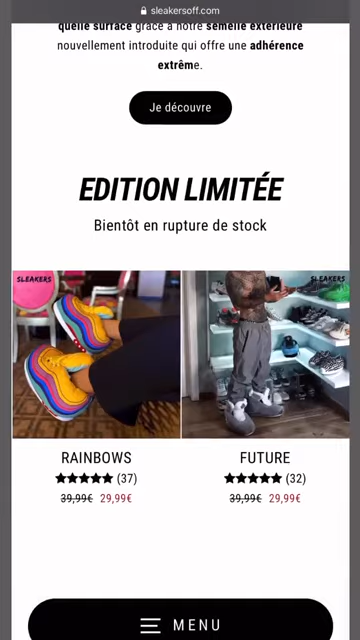 sleakersoff.com
quelle surface grâce à notre semelle extérieure
nouvellement introduite qui offre une adhérence
extrême.
Je découvre
EDITION LIMITÉE
Bientôt en rupture de stock
SLEAKERS
SLEAKERS
RAINBOWS
FUTURE
★★★★★ (37)
★★★★★ (32)
39,99€ 29,99€
39,99€ 29,99€
MENU